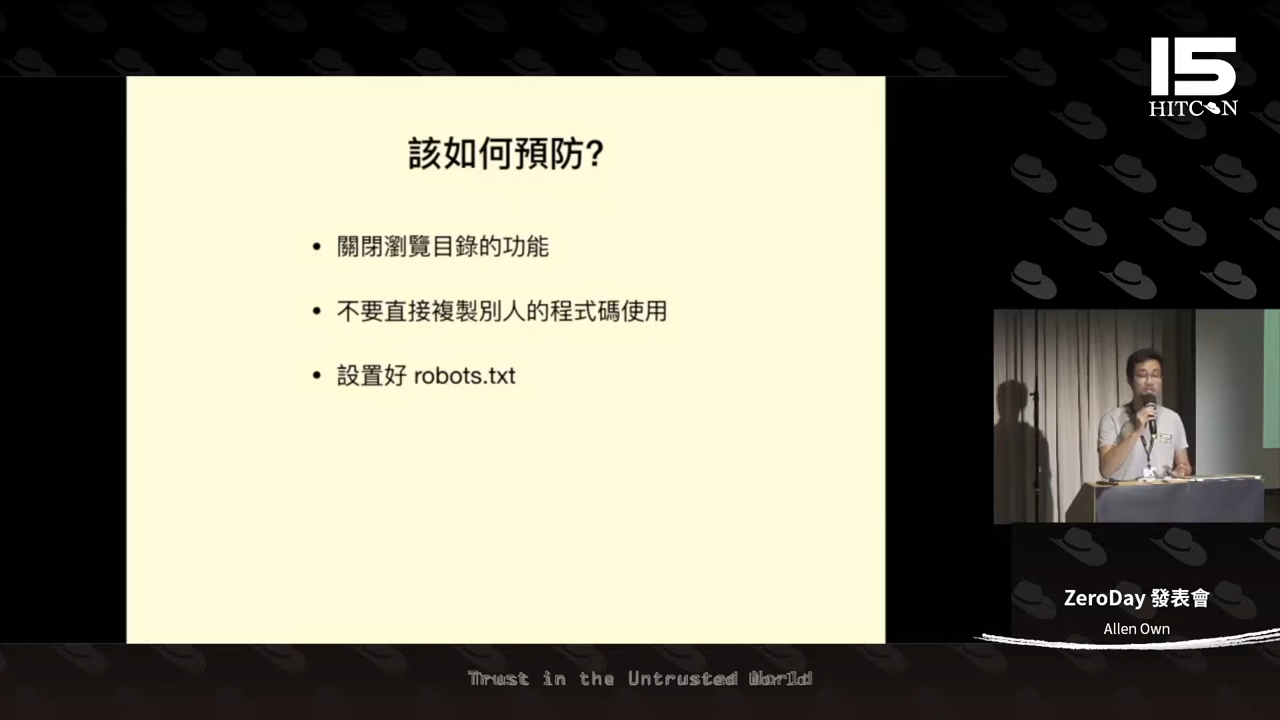 15
HITCON
該如何預防?
• 關閉瀏覽目錄的功能
• 不要直接複製別人的程式碼使用
• 設置好 robots.txt
ZeroDay 發表會
Allen Own
Trust in the Untrusted World